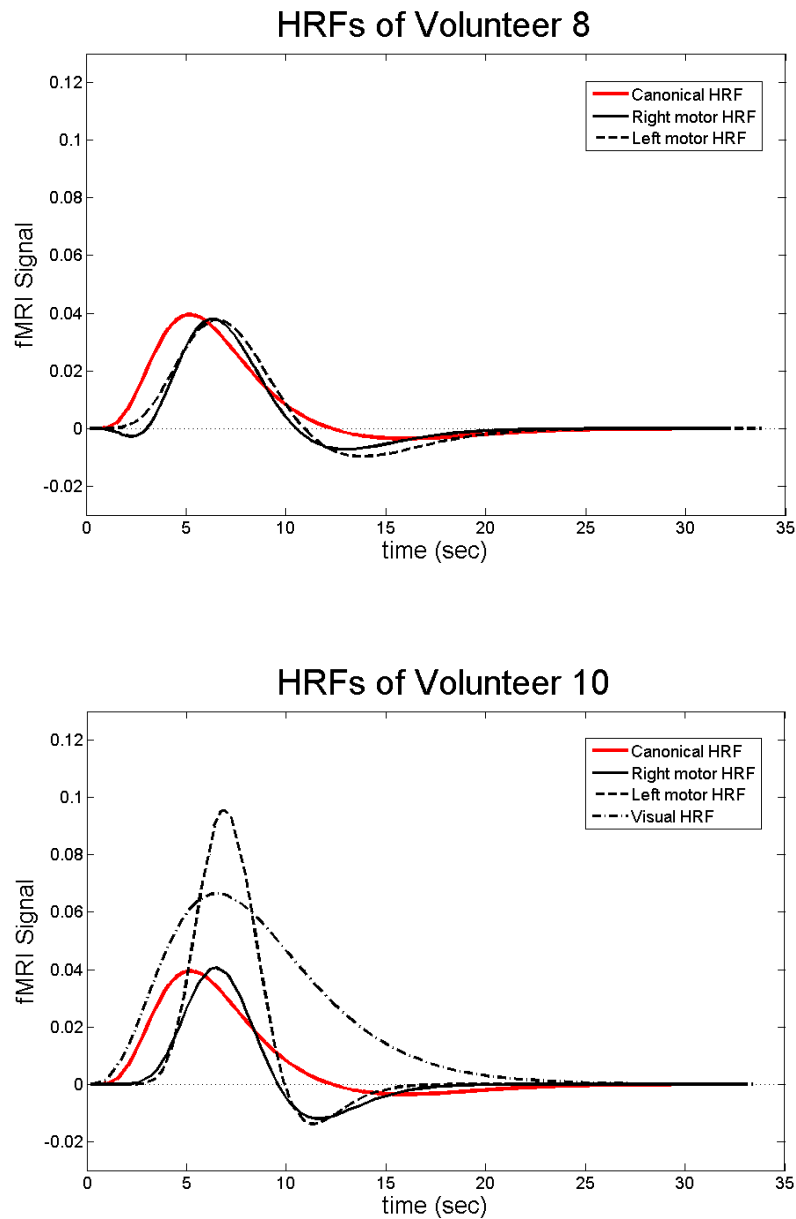 HRFs of Volunteer 8
0.12
0.1
0.08
0.06
0.04
0.02
0
-0.02
fMRI Signal
Canonical HRF
Right motor HRF
Left motor HRF
0 5 10 15 20 25 30 35
time (sec)
HRFs of Volunteer 10
0.12
0.1
0.08
0.06
0.04
0.02
0
-0.02
fMRI Signal
Canonical HRF
Right motor HRF
Left motor HRF
Visual HRF
0 5 10 15 20 25 30 35
time (sec)